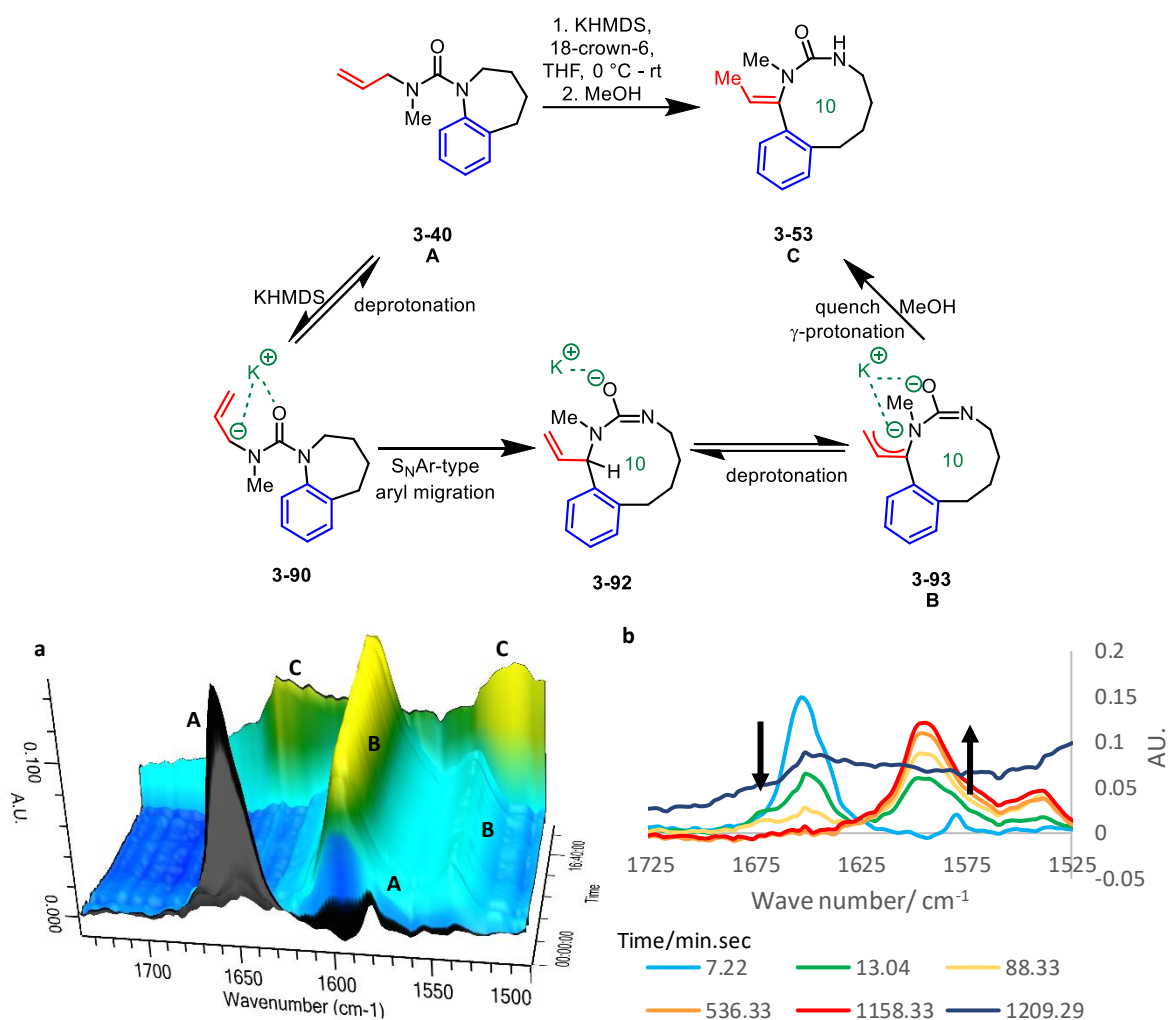 1. KHMDS,
18-crown-6,
THF, 0 °C - rt
2. MeOH
O
N
N
Me
O
H
Me
N
N
Me
10
3-40
A
3-53
C
KHMDS
deprotonation
quench
MeOH
γ-protonation
K
+
−
O
N
N
Me
K
+
−
O
Me
N
N
10
H
K
+
−
O
−
Me
N
N
10
SNAr-type
aryl migration
deprotonation
3-90
3-92
3-93
B
a
C
C
A
B
B
A
0.100
A.U.
0.000
1700
1650
1600
1550
1500
Wavenumber (cm-1)
16:40:00
Time
00:00:00
b
0.2
0.15
0.1
0.05
0
-0.05
AU.
1725
1675
1625
1575
1525
Wave number/ cm-1
Time/min.sec
7.22
13.04
88.33
536.33
1158.33
1209.29